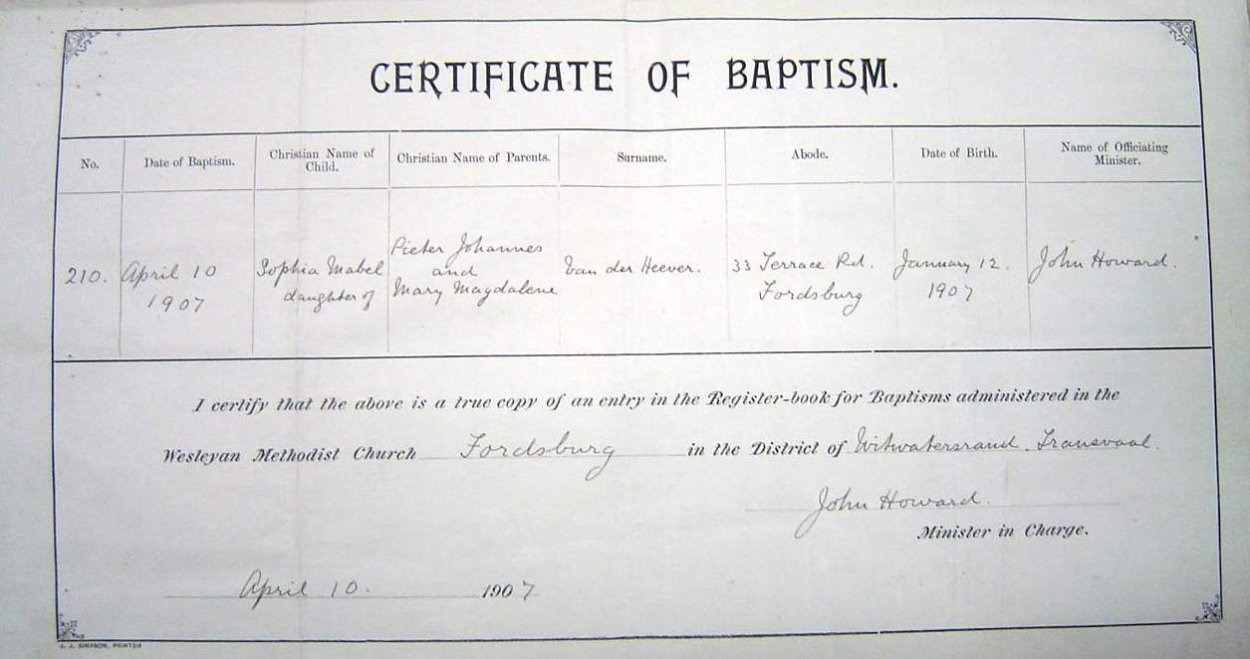 CERTIFICATE OF BAPTISM.
No.
Date of Baptism.
Christian Name of
Child.
Christian Name of Parents.
Surname.
Abode.
Date of Birth.
Name of Officiating
Minister.
210.
April 10
1907
Sophia Mabel
daughter of
Pieter Johannes
and
Mary Magdalene
Van der Heever.
33 Terrace Rd.
Fordsburg
January 12.
1907
John Howard.
I certify that the above is a true copy of an entry in the Register-book for Baptisms administered in the
Wesleyan Methodist Church Fordsburg in the District of Witwatersrand. Transvaal.
John Howard.
Minister in Charge.
April 10. 1907
J. J. SIMPSON, PRINTER